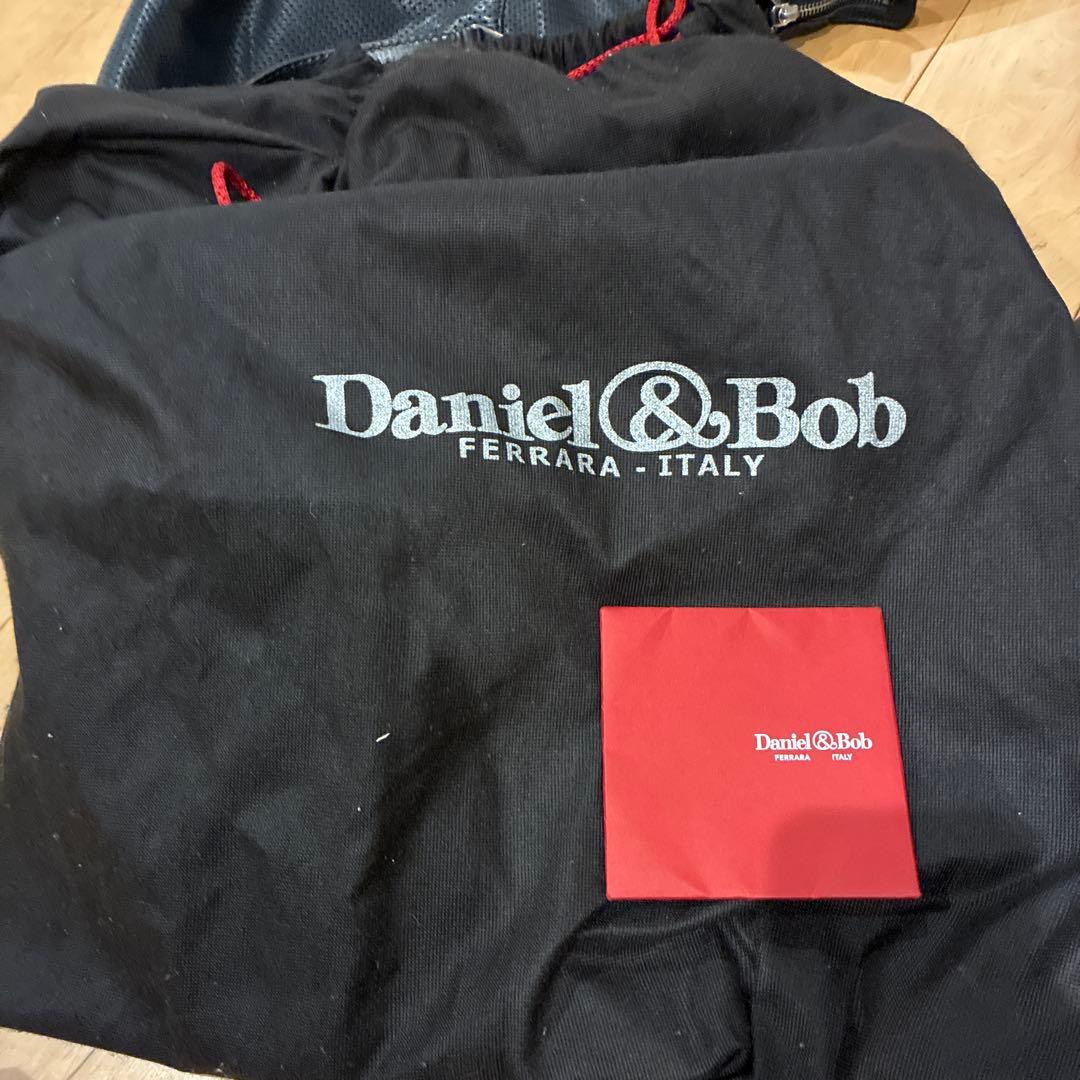 Daniel & Bob
FERRARA - ITALY
Daniel & Bob
FERRARA ITALY